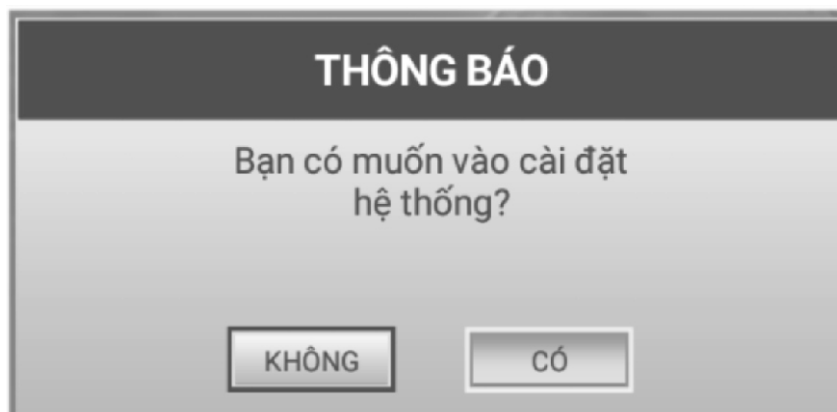 THÔNG BÁO
Bạn có muốn vào cài đặt
hệ thống?
KHÔNG
CÓ